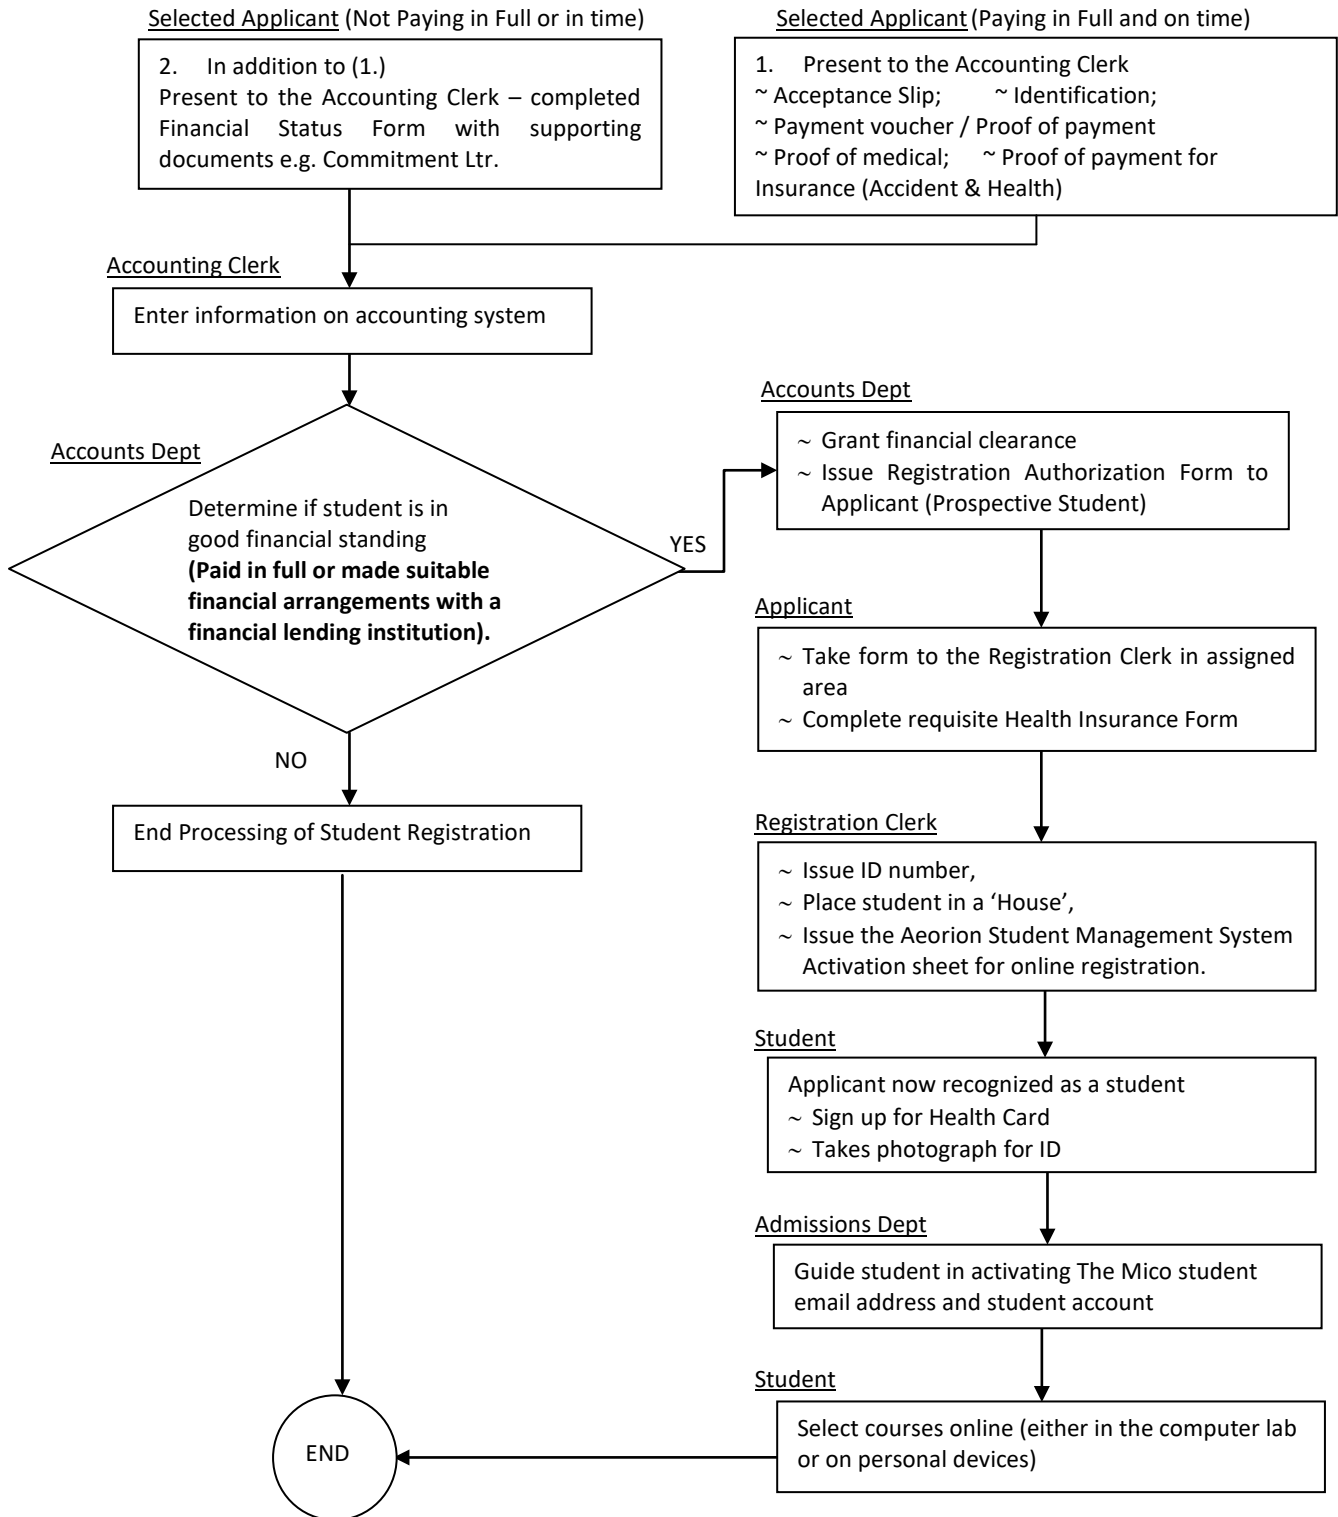 Selected Applicant (Not Paying in Full or in time)
2. In addition to (1.)
Present to the Accounting Clerk – completed
Financial Status Form with supporting
documents e.g. Commitment Ltr.
Selected Applicant (Paying in Full and on time)
1. Present to the Accounting Clerk
~ Acceptance Slip; ~ Identification;
~ Payment voucher / Proof of payment
~ Proof of medical; ~ Proof of payment for
Insurance (Accident & Health)
Accounting Clerk
Enter information on accounting system
Accounts Dept
Determine if student is in
good financial standing
(Paid in full or made suitable
financial arrangements with a
financial lending institution).
YES
NO
End Processing of Student Registration
Accounts Dept
~ Grant financial clearance
~ Issue Registration Authorization Form to
Applicant (Prospective Student)
Applicant
~ Take form to the Registration Clerk in assigned
area
~ Complete requisite Health Insurance Form
Registration Clerk
~ Issue ID number,
~ Place student in a ‘House’,
~ Issue the Aeorion Student Management System
Activation sheet for online registration.
Student
Applicant now recognized as a student
~ Sign up for Health Card
~ Takes photograph for ID
Admissions Dept
Guide student in activating The Mico student
email address and student account
Student
Select courses online (either in the computer lab
or on personal devices)
END